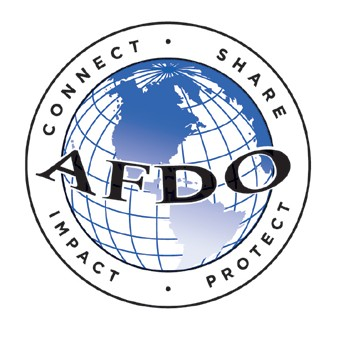 CONNECT • SHARE
AFDO
IMPACT • PROTECT